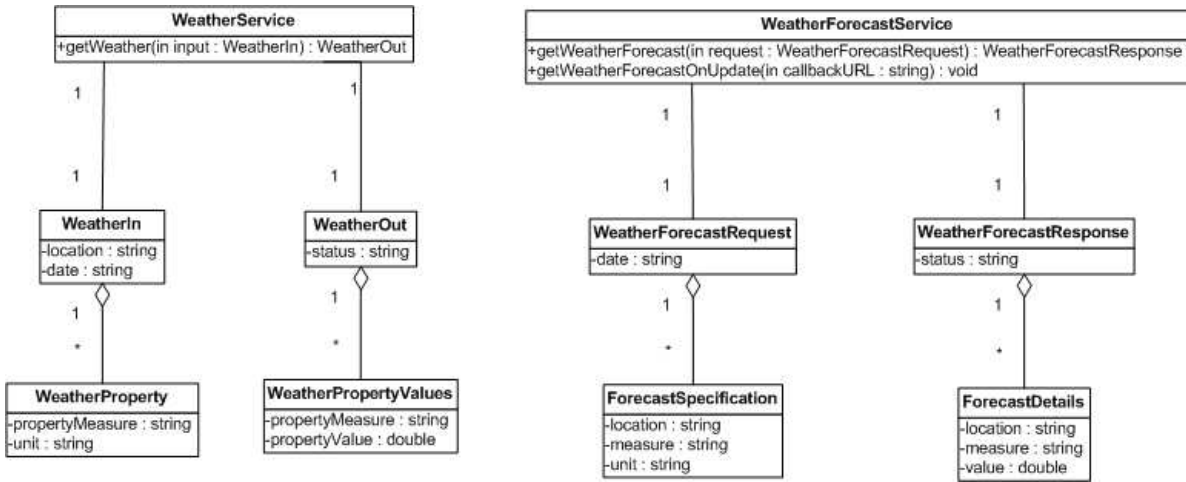 WeatherService
+getWeather(in input : WeatherIn) : WeatherOut
1
1
1
1
WeatherIn
-location : string
-date : string
WeatherOut
-status : string
1
*
1
*
WeatherProperty
-propertyMeasure : string
-unit : string
WeatherPropertyValues
-propertyMeasure : string
-propertyValue : double
WeatherForecastService
+getWeatherForecast(in request : WeatherForecastRequest) : WeatherForecastResponse
+getWeatherForecastOnUpdate(in callbackURL : string) : void
1
1
1
1
WeatherForecastRequest
-date : string
WeatherForecastResponse
-status : string
1
*
1
*
ForecastSpecification
-location : string
-measure : string
-unit : string
ForecastDetails
-location : string
-measure : string
-value : double